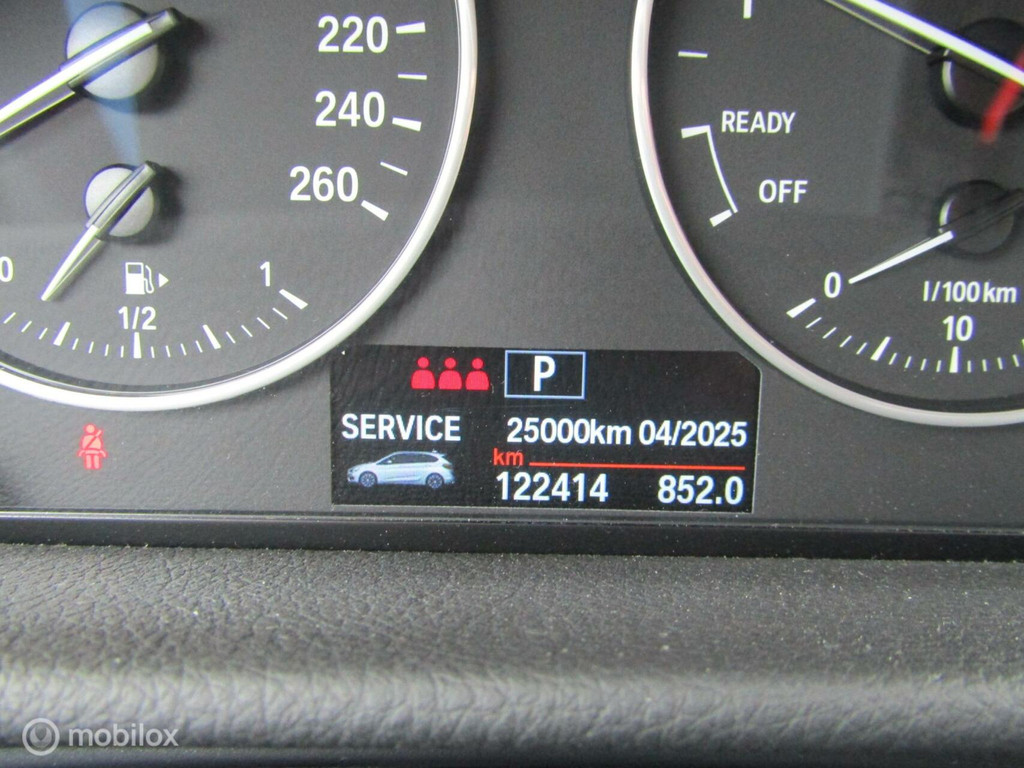 220
240
260
0
1
1/2
READY
OFF
0
l/100km
10
P
SERVICE 25000km 04/2025
km
122414 852.0
mobilox